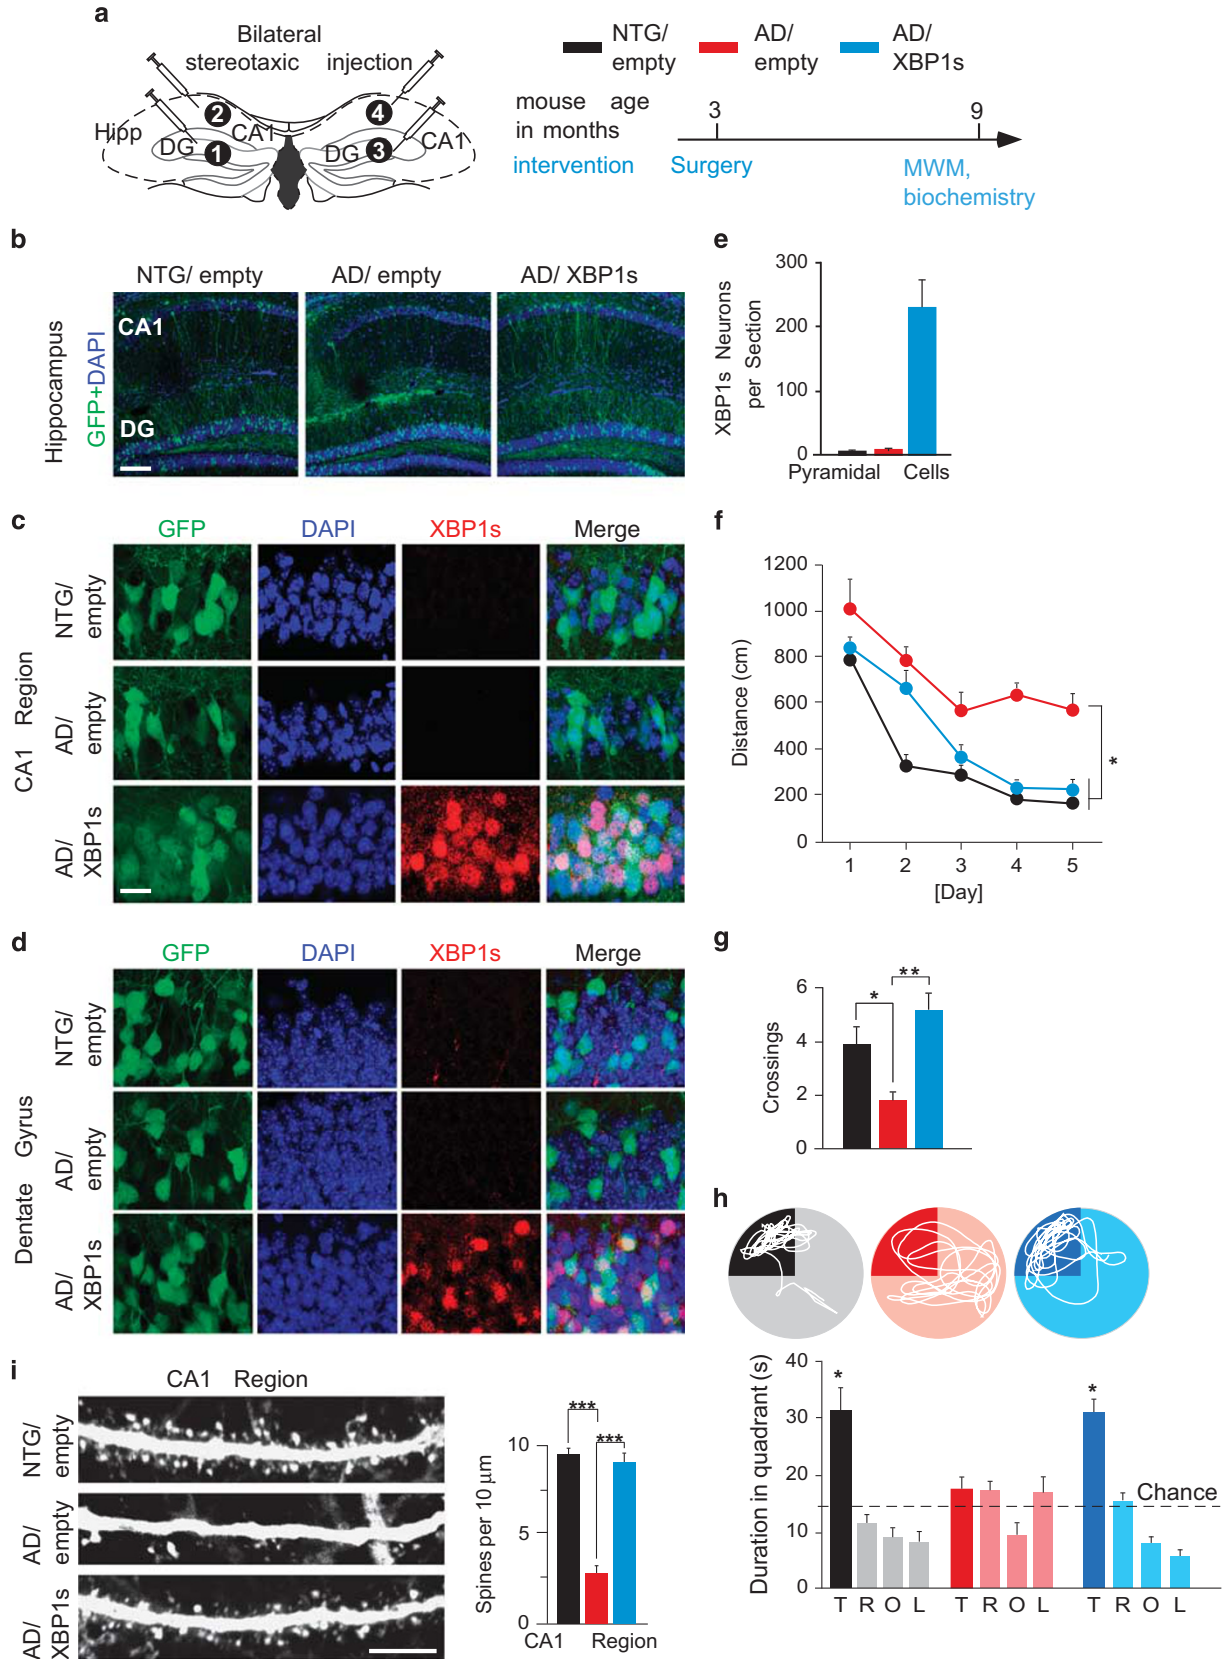 a
Bilateral
stereotaxic injection
2
4
Hipp
CA1
CA1
DG
1
DG
3
NTG/
empty
AD/
empty
AD/
XBP1s
mouse age
in months
3
9
intervention
Surgery
MWM,
biochemistry
b
NTG/ empty
AD/ empty
AD/ XBP1s
Hippocampus
GFP+DAPI
CA1
DG
e
XBP1s Neurons
per Section
300
200
100
0
Pyramidal Cells
c
GFP
DAPI
XBP1s
Merge
CA1 Region
NTG/
empty
AD/
empty
AD/
XBP1s
f
Distance (cm)
1200
1000
800
600
400
200
0
*
1 2 3 4 5
[Day]
d
GFP
DAPI
XBP1s
Merge
Dentate Gyrus
NTG/
empty
AD/
empty
AD/
XBP1s
g
Crossings
6
4
2
0
*
**
h
Duration in quadrant (s)
40
30
20
10
0
*
*
Chance
T R O L T R O L T R O L
i
CA1 Region
NTG/
empty
AD/
empty
AD/
XBP1s
Spines per 10 μm
10
5
0
***
***
CA1 Region